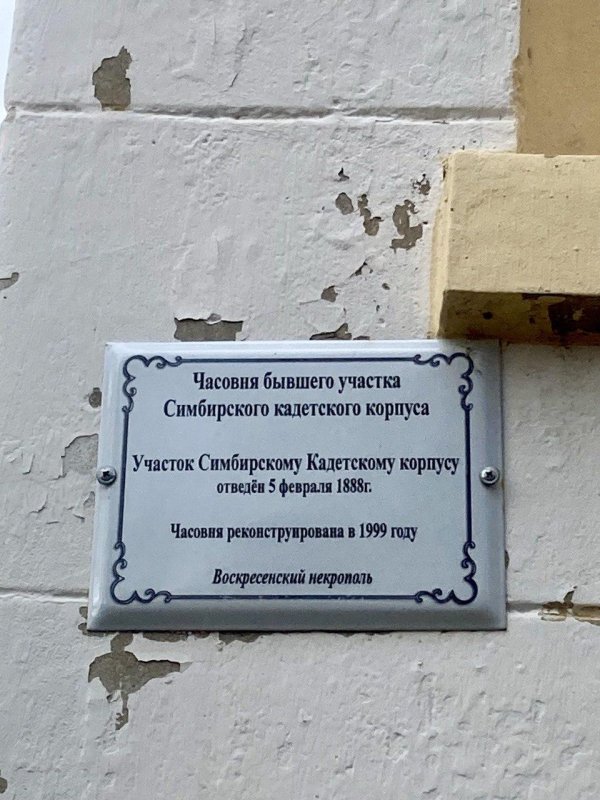 Часовня бывшего участка
Симбирского кадетского корпуса
Участок Симбирскому Кадетскому корпусу
отведён 5 февраля 1888г.
Часовня реконструирована в 1999 году
Воскресенский некрополь